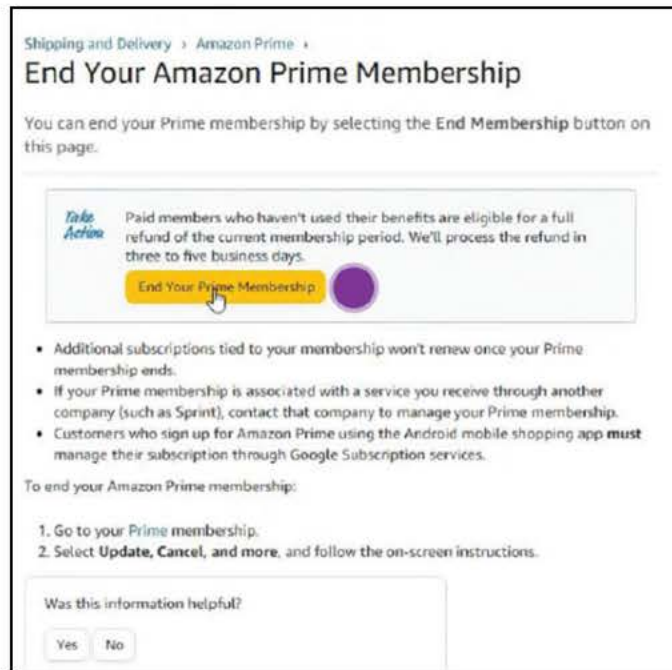 Shipping and Delivery › Amazon Prime ›
End Your Amazon Prime Membership
You can end your Prime membership by selecting the End Membership button on
this page.
Take
Action
Paid members who haven't used their benefits are eligible for a full
refund of the current membership period. We'll process the refund in
three to five business days.
End Your Prime Membership
• Additional subscriptions tied to your membership won't renew once your Prime
membership ends.
• If your Prime membership is associated with a service you receive through another
company (such as Sprint), contact that company to manage your Prime membership.
• Customers who sign up for Amazon Prime using the Android mobile shopping app must
manage their subscription through Google Subscription services.
To end your Amazon Prime membership:
1. Go to your Prime membership.
2. Select Update, Cancel, and more, and follow the on-screen instructions.
Was this information helpful?
Yes No